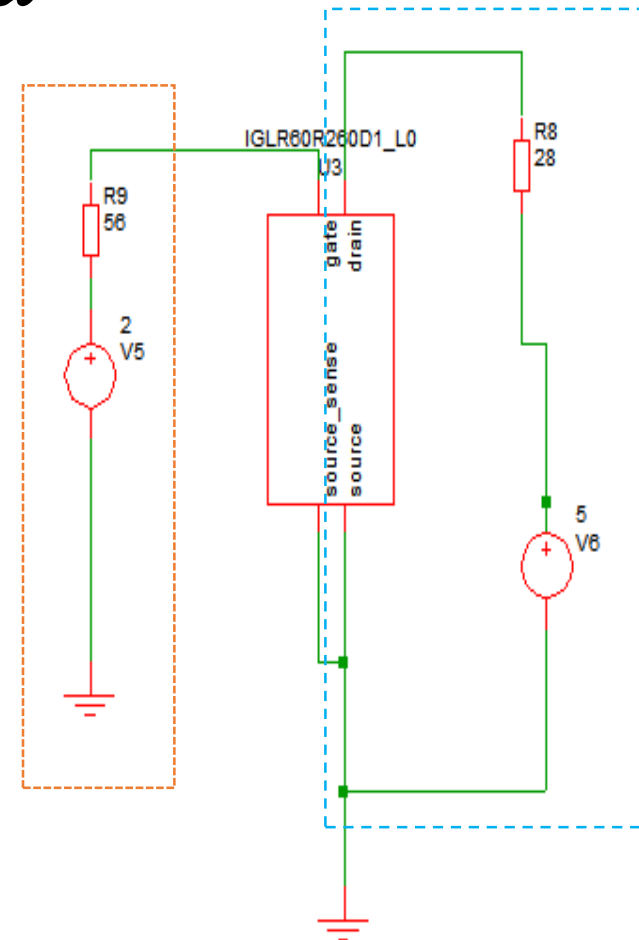 IGLR60R260D1_L0
U3
R8
28
R9
56
gate
drain
2
V5
source_sense
source
5
V6